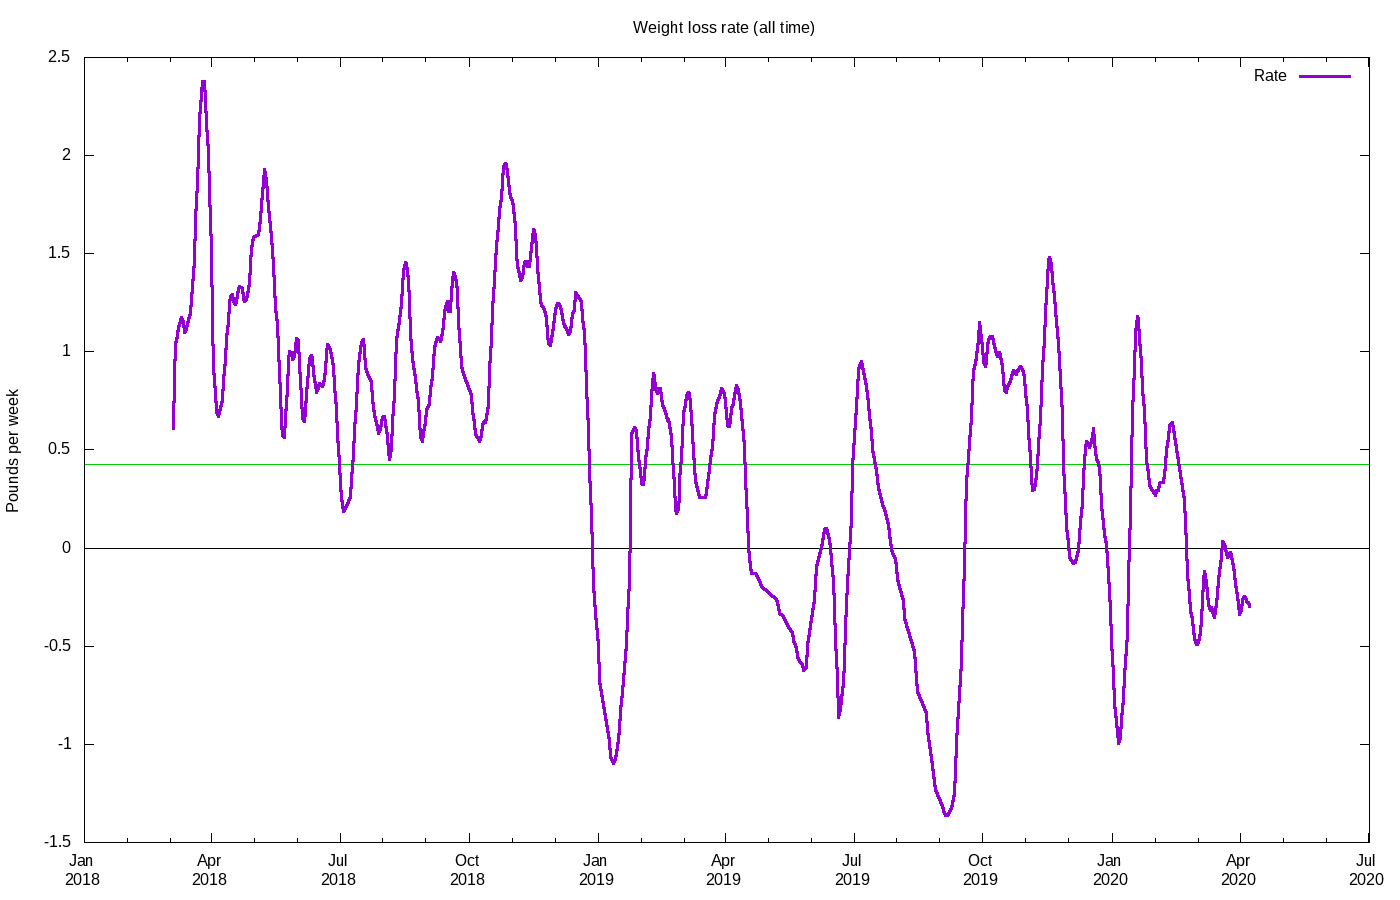 Weight loss rate (all time)
Rate
Pounds per week
2.5
2
1.5
1
0.5
0
-0.5
-1
-1.5
Jan Apr Jul Oct Jan Apr Jul Oct Jan Apr Jul
2018 2018 2018 2018 2019 2019 2019 2019 2020 2020 2020